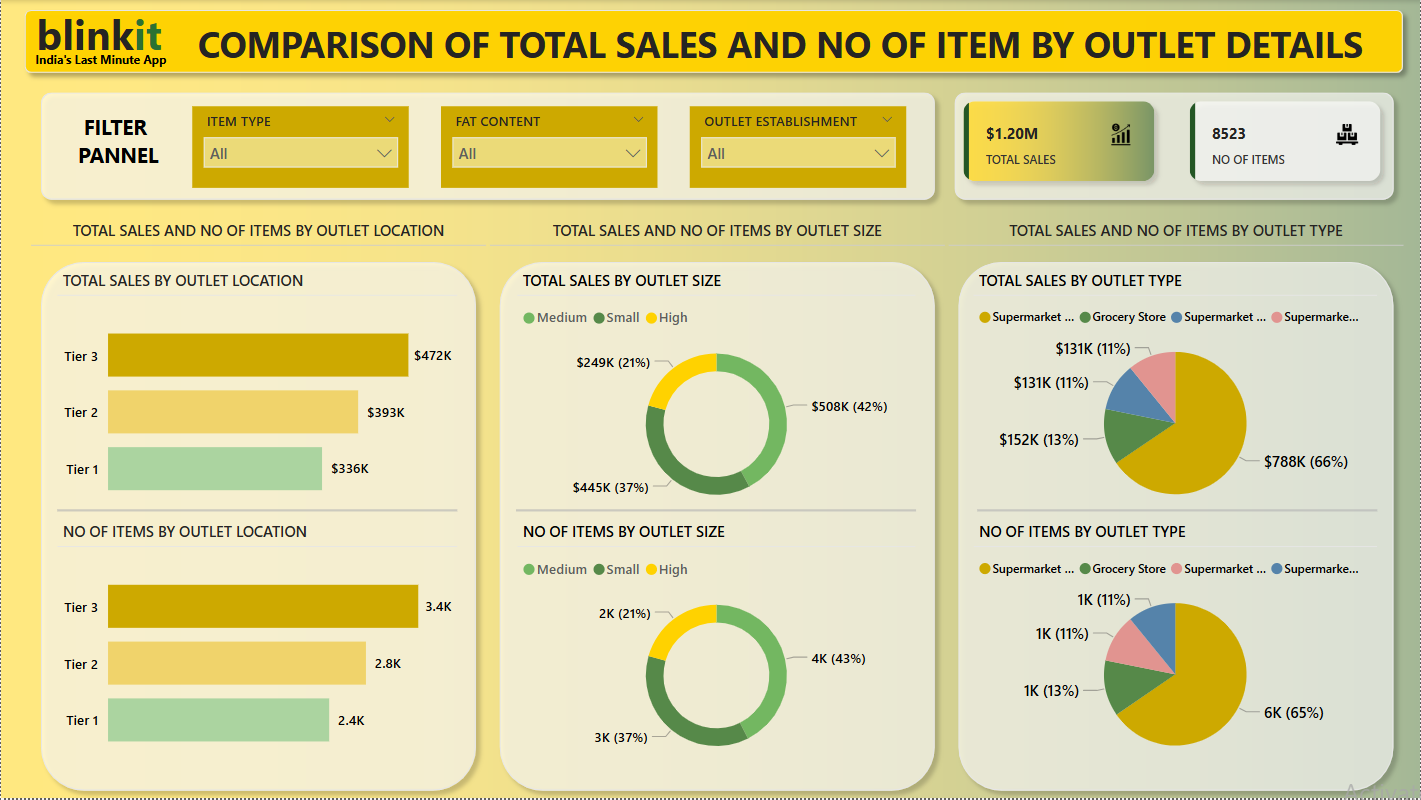 blinkit
India's Last Minute App
COMPARISON OF TOTAL SALES AND NO OF ITEM BY OUTLET DETAILS
FILTER
PANNEL
ITEM TYPE
All
FAT CONTENT
All
OUTLET ESTABLISHMENT
All
$1.20M
TOTAL SALES
8523
NO OF ITEMS
TOTAL SALES AND NO OF ITEMS BY OUTLET LOCATION
TOTAL SALES AND NO OF ITEMS BY OUTLET SIZE
TOTAL SALES AND NO OF ITEMS BY OUTLET TYPE
TOTAL SALES BY OUTLET LOCATION
Tier 3
$472K
Tier 2
$393K
Tier 1
$336K
NO OF ITEMS BY OUTLET LOCATION
Tier 3
3.4K
Tier 2
2.8K
Tier 1
2.4K
TOTAL SALES BY OUTLET SIZE
Medium Small High
$249K (21%)
$508K (42%)
$445K (37%)
NO OF ITEMS BY OUTLET SIZE
Medium Small High
2K (21%)
4K (43%)
3K (37%)
TOTAL SALES BY OUTLET TYPE
Supermarket ... Grocery Store Supermarket ... Supermarke...
$131K (11%)
$131K (11%)
$152K (13%)
$788K (66%)
NO OF ITEMS BY OUTLET TYPE
Supermarket ... Grocery Store Supermarket ... Supermarke...
1K (11%)
1K (11%)
1K (13%)
6K (65%)